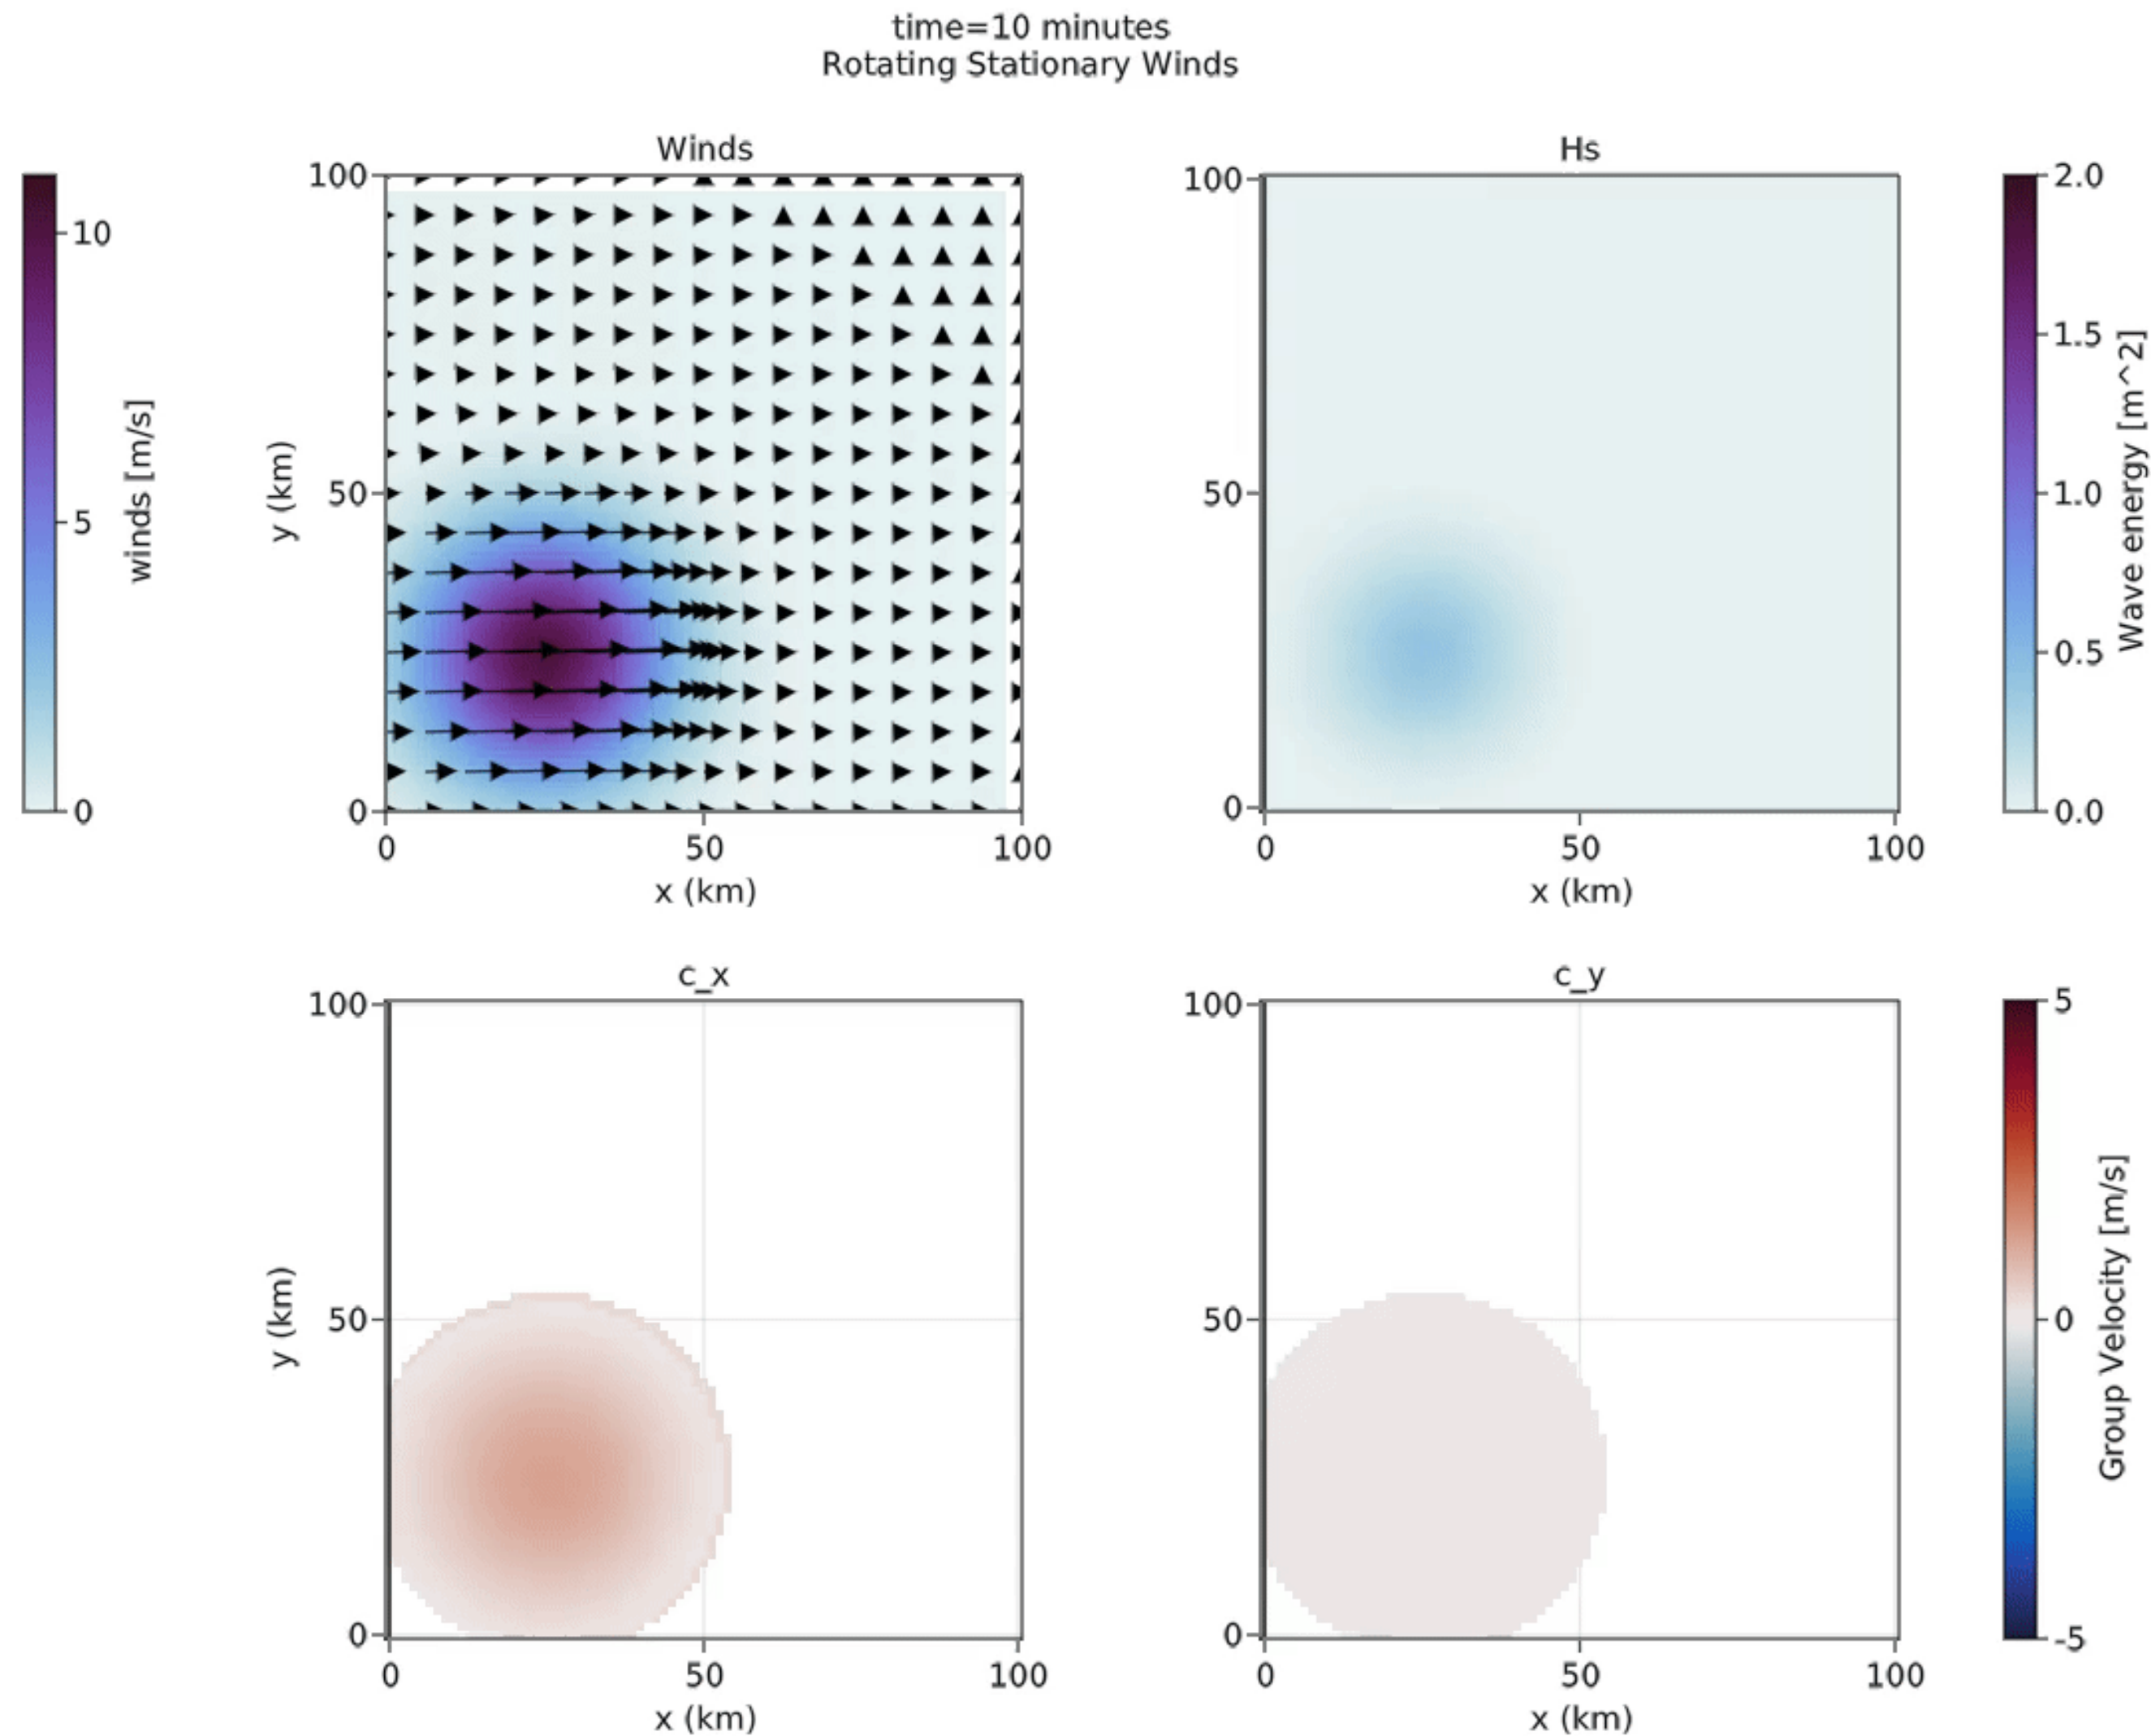 time=10 minutes
Rotating Stationary Winds
Winds
Hs
10
5
0
winds [m/s]
100
50
0
y (km)
0 50 100
x (km)
100
50
0
0 50 100
x (km)
2.0
1.5
1.0
0.5
0.0
Wave energy [m^2]
c_x
c_y
100
50
0
y (km)
0 50 100
x (km)
100
50
0
0 50 100
x (km)
5
0
-5
Group Velocity [m/s]